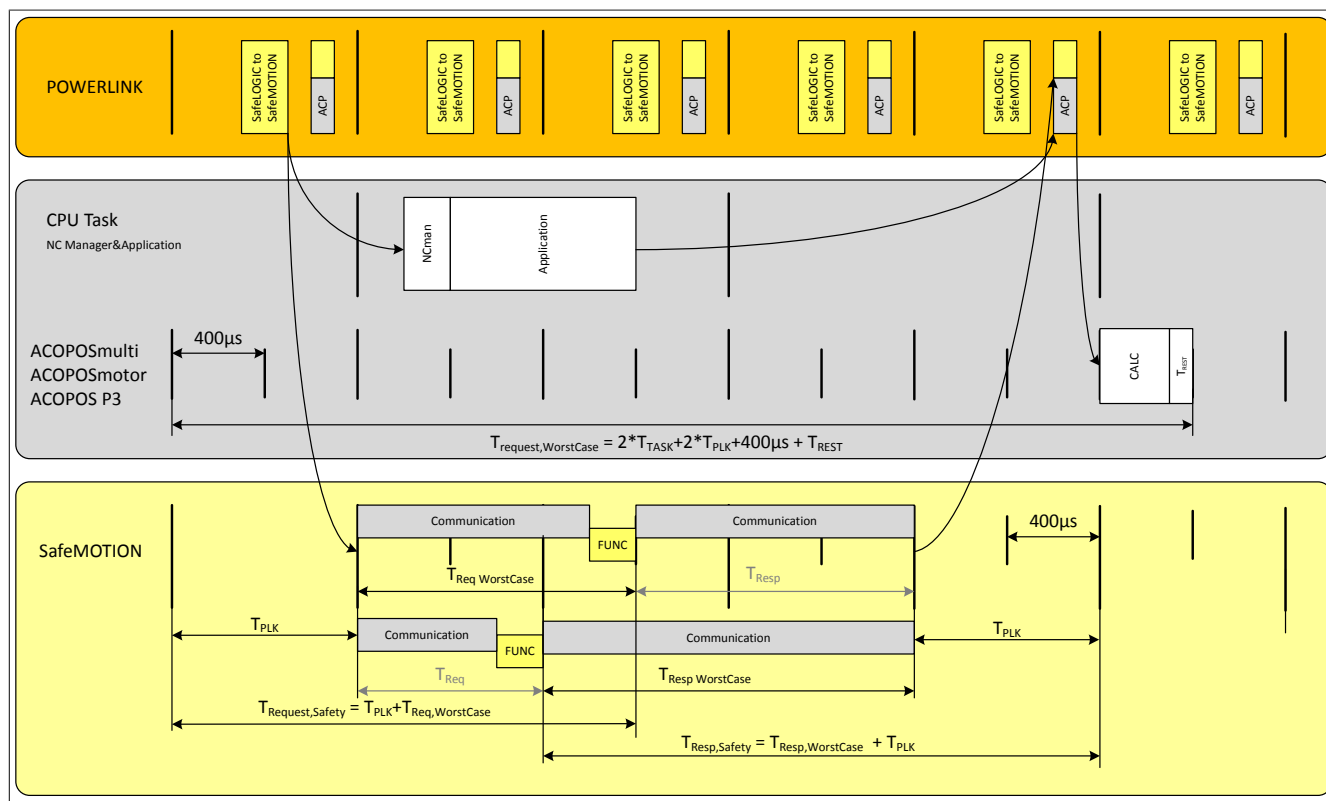 POWERLINK
SafeLOGIC to
SafeMOTION
ACP
SafeLOGIC to
SafeMOTION
ACP
SafeLOGIC to
SafeMOTION
ACP
SafeLOGIC to
SafeMOTION
ACP
SafeLOGIC to
SafeMOTION
ACP
SafeLOGIC to
SafeMOTION
ACP
CPU Task
NC Manager&Application
NCman
Application
ACOPOSmulti
ACOPOSmotor
ACOPOS P3
400µs
CALC
TREST
Trequest,WorstCase = 2*TTASK+2*TPLK+400µs + TREST
SafeMOTION
Communication
FUNC
Communication
400µs
TReq WorstCase
TResp
TPLK
Communication
FUNC
Communication
TPLK
TReq
TResp WorstCase
TRequest,Safety = TPLK+TReq,WorstCase
TResp,Safety = TResp,WorstCase + TPLK